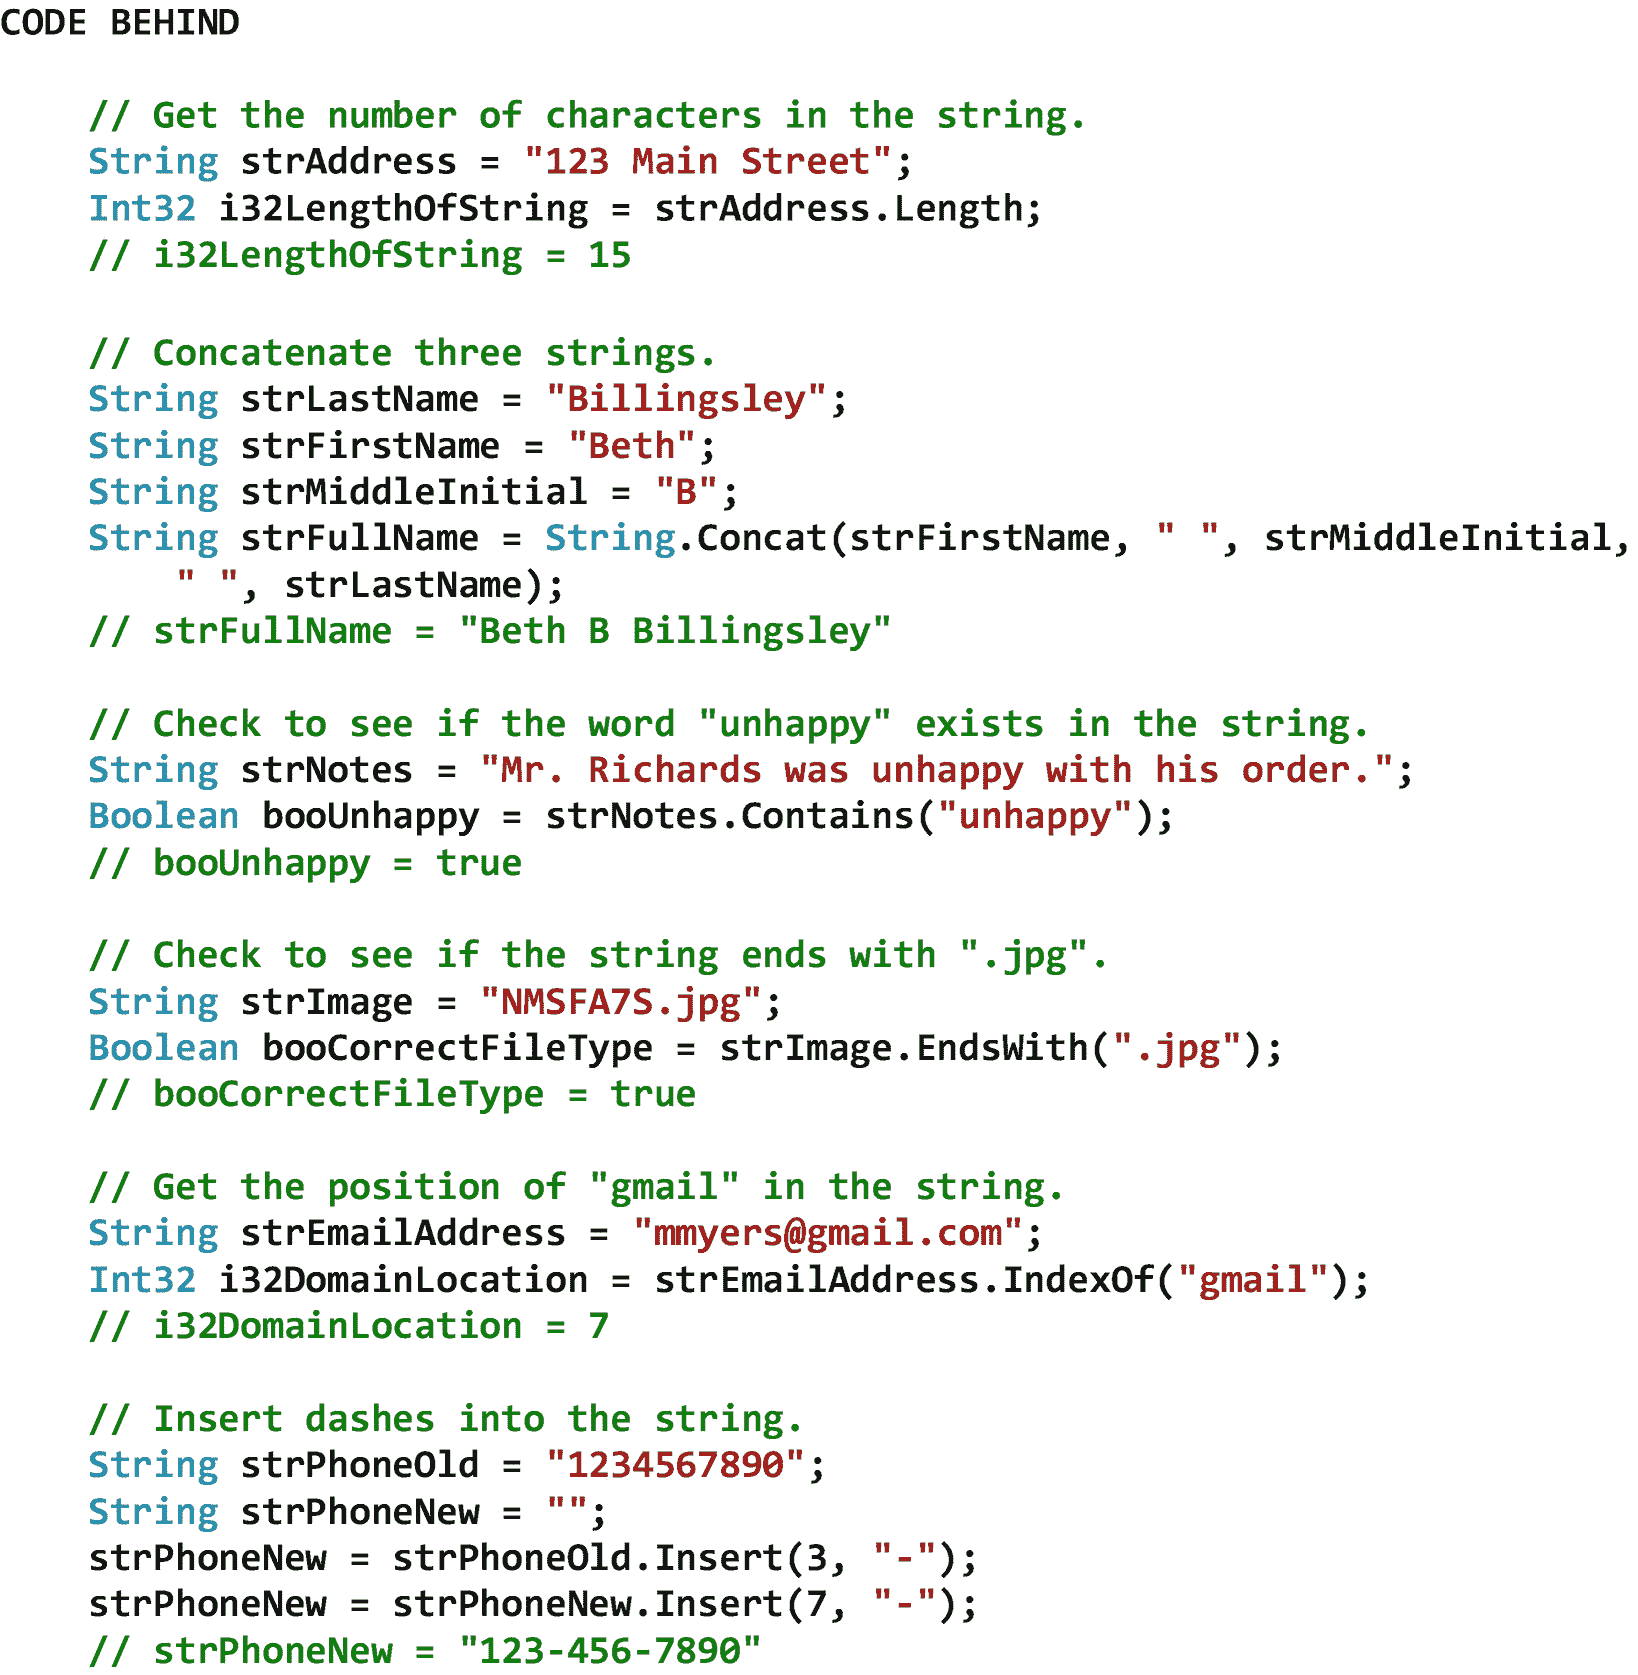 CODE BEHIND
// Get the number of characters in the string.
String strAddress = "123 Main Street";
Int32 i32LengthOfString = strAddress.Length;
// i32LengthOfString = 15
// Concatenate three strings.
String strLastName = "Billingsley";
String strFirstName = "Beth";
String strMiddleInitial = "B";
String strFullName = String.Concat(strFirstName, " ", strMiddleInitial,
" ", strLastName);
// strFullName = "Beth B Billingsley"
// Check to see if the word "unhappy" exists in the string.
String strNotes = "Mr. Richards was unhappy with his order.";
Boolean booUnhappy = strNotes.Contains("unhappy");
// booUnhappy = true
// Check to see if the string ends with ".jpg".
String strImage = "NMSFA7S.jpg";
Boolean booCorrectFileType = strImage.EndsWith(".jpg");
// booCorrectFileType = true
// Get the position of "gmail" in the string.
String strEmailAddress = "mmyers@gmail.com";
Int32 i32DomainLocation = strEmailAddress.IndexOf("gmail");
// i32DomainLocation = 7
// Insert dashes into the string.
String strPhoneOld = "1234567890";
String strPhoneNew = "";
strPhoneNew = strPhoneOld.Insert(3, "-");
strPhoneNew = strPhoneNew.Insert(7, "-");
// strPhoneNew = "123-456-7890"